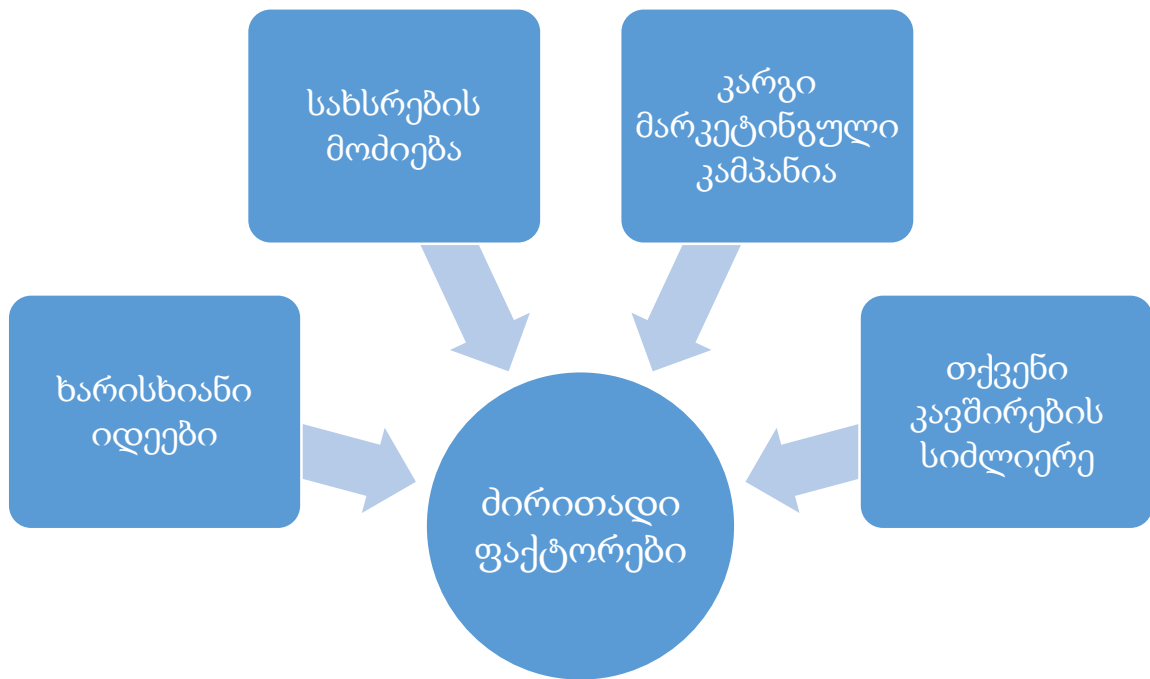 სახსრების
მოძიება
კარგი
მარკეტინგული
კამპანია
ხარისხიანი
იდეები
თქვენი
კავშირების
სიძლიერე
ძირითადი
ფაქტორები